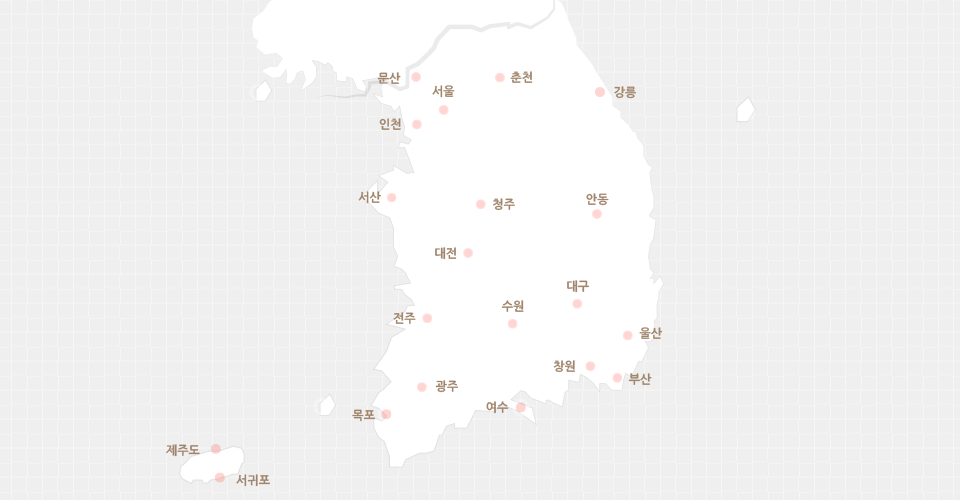 문산
춘천
서울
강릉
인천
서산
안동
청주
대전
대구
수원
전주
울산
창원
부산
광주
여수
목포
제주도
서귀포